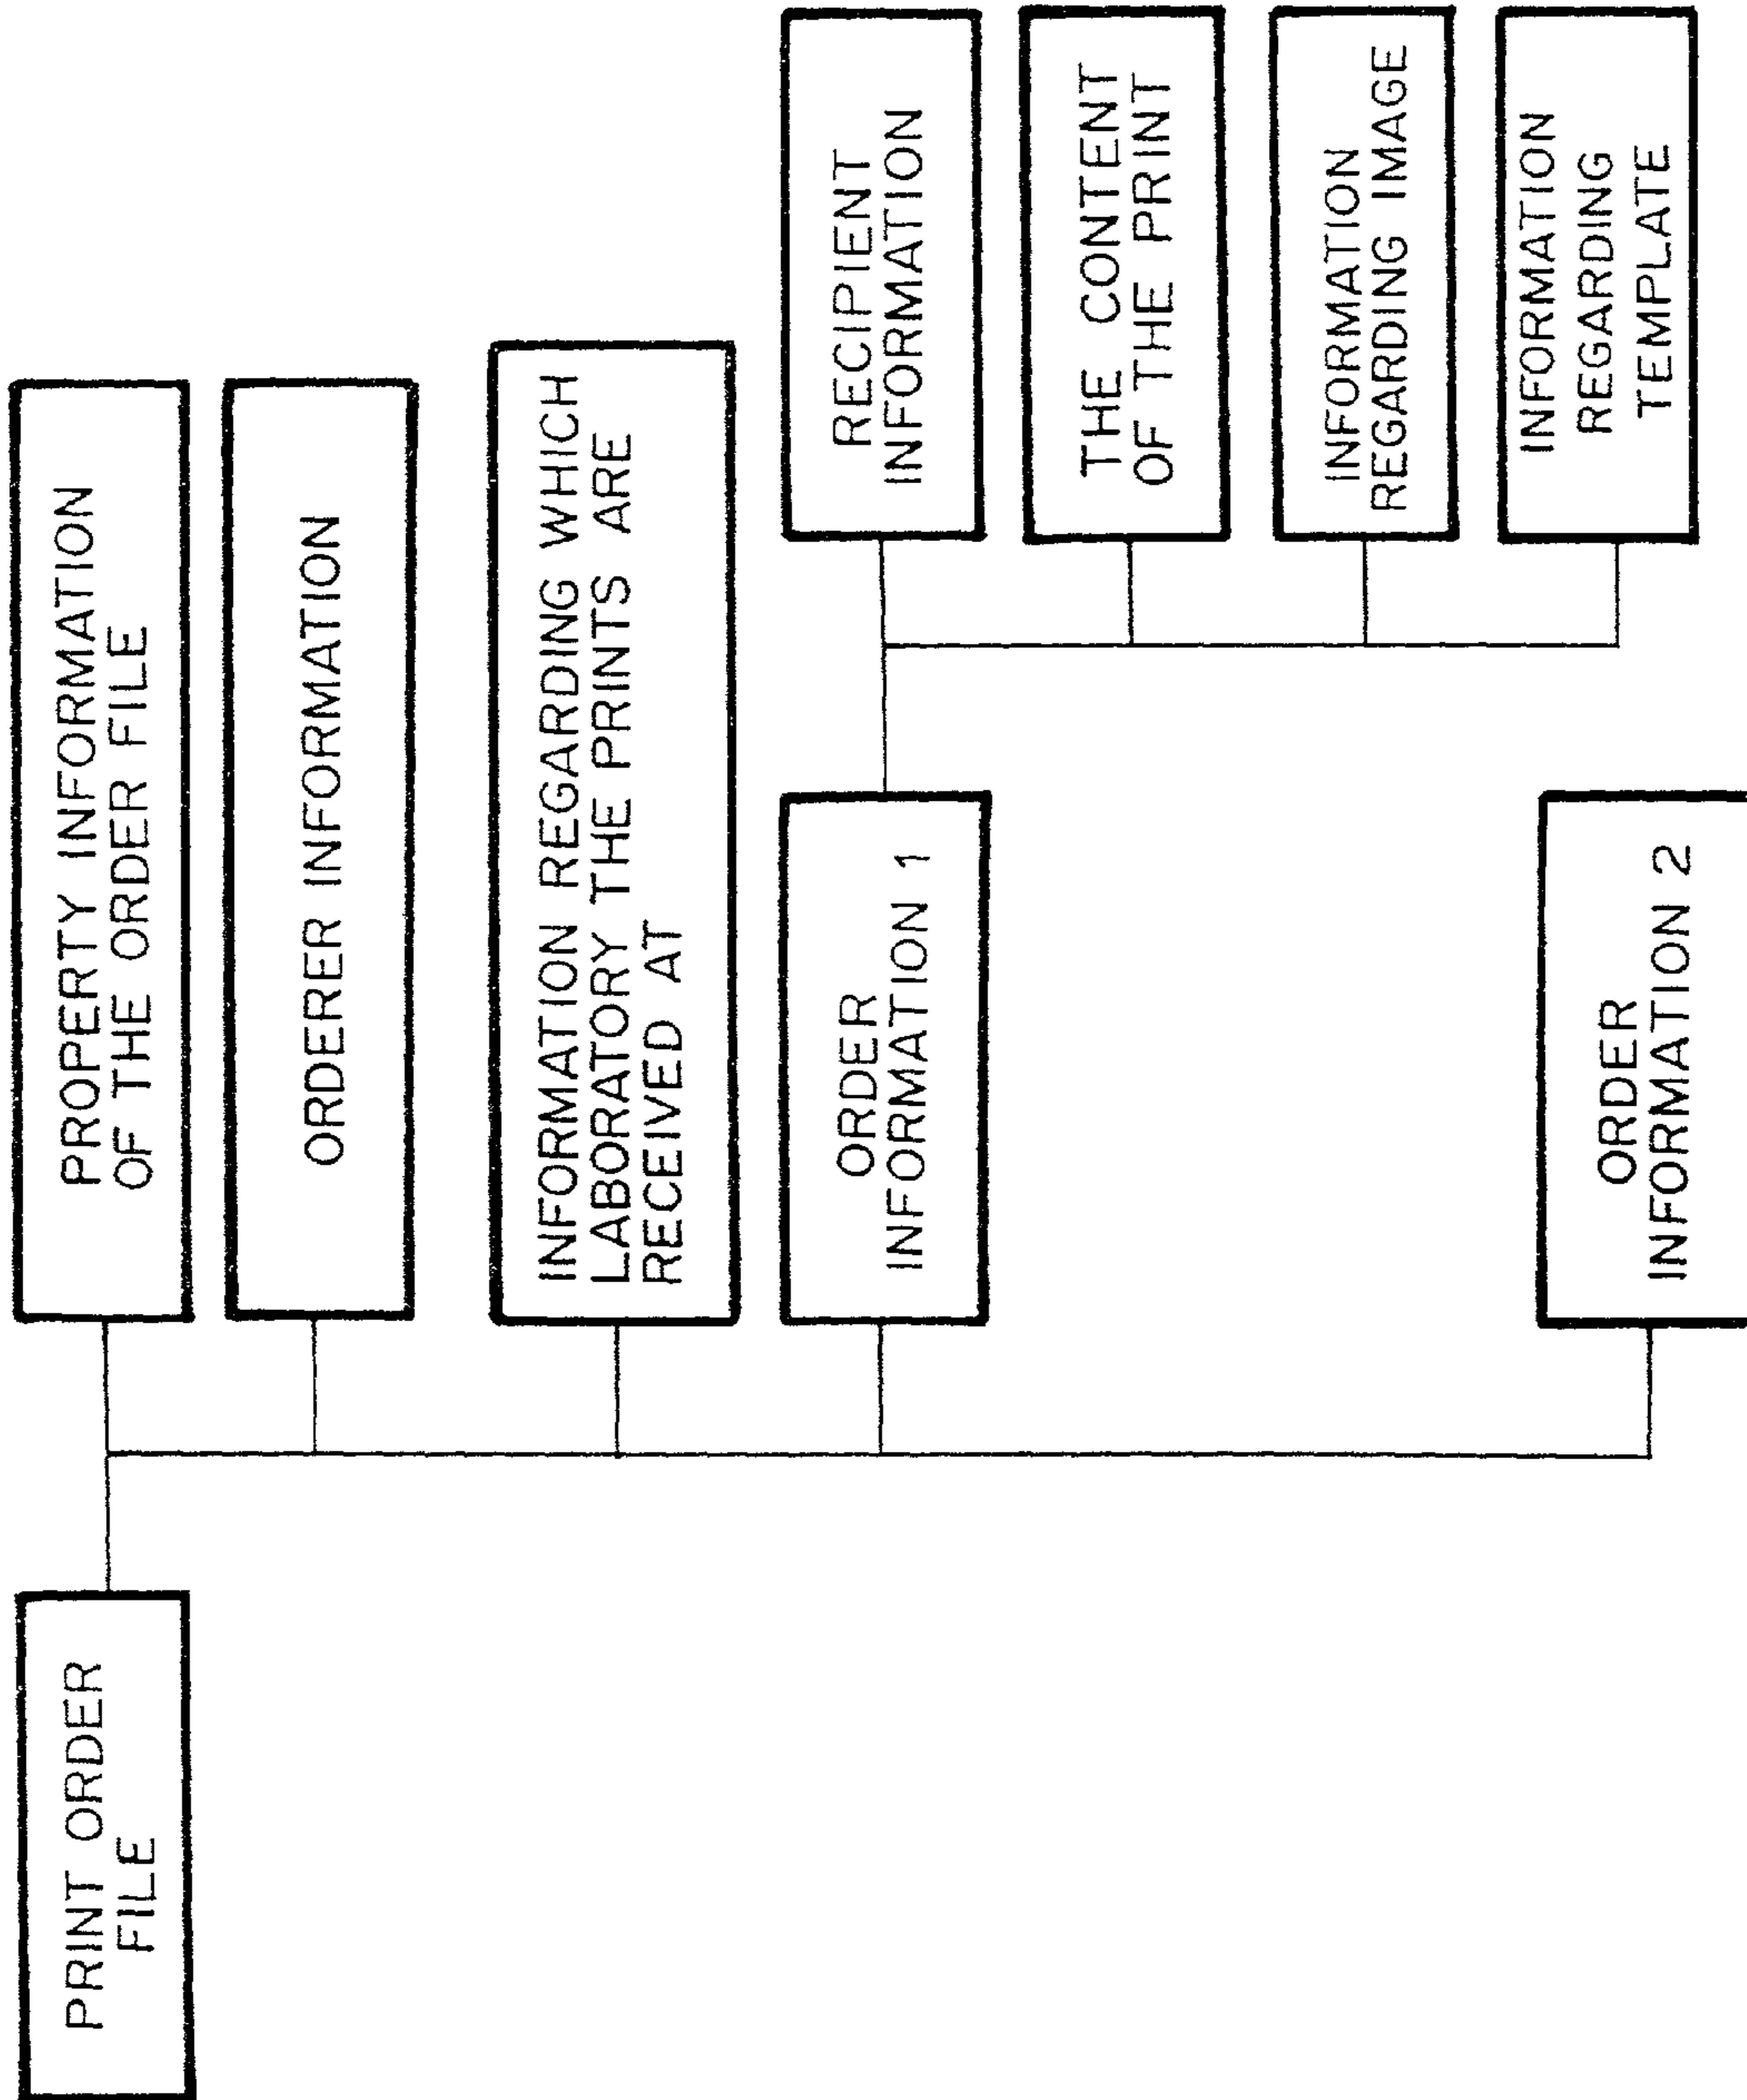 PRINT ORDER
FILE
PROPERTY INFORMATION
OF THE ORDER FILE
ORDERER INFORMATION
INFORMATION REGARDING WHICH
LABORATORY THE PRINTS ARE
RECEIVED AT
ORDER
INFORMATION 1
RECIPIENT
INFORMATION
THE CONTENT
OF THE PRINT
INFORMATION
REGARDING IMAGE
INFORMATION
REGARDING
TEMPLATE
ORDER
INFORMATION 2